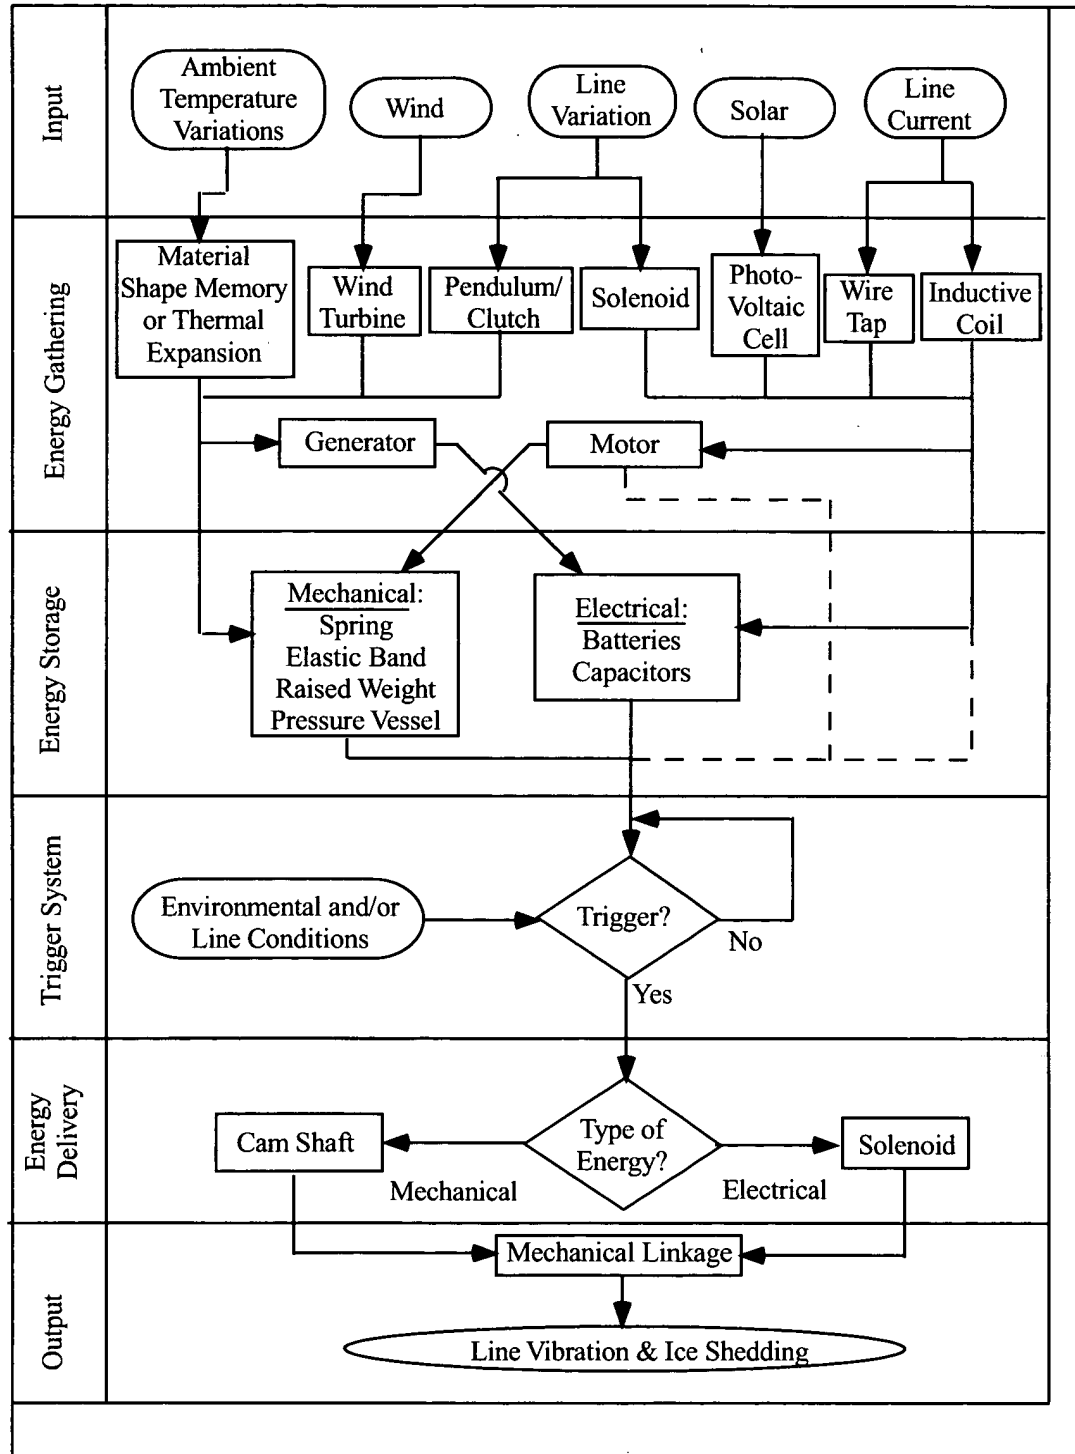 Input
Ambient
Temperature
Variations
Wind
Line
Variation
Solar
Line
Current
Energy Gathering
Material
Shape Memory
or Thermal
Expansion
Wind
Turbine
Pendulum/
Clutch
Solenoid
Photo-
Voltaic
Cell
Wire
Tap
Inductive
Coil
Generator
Motor
Energy Storage
Mechanical:
Spring
Elastic Band
Raised Weight
Pressure Vessel
Electrical:
Batteries
Capacitors
Trigger System
Environmental and/or
Line Conditions
Trigger?
No
Yes
Energy
Delivery
Cam Shaft
Type of
Energy?
Solenoid
Mechanical
Electrical
Output
Mechanical Linkage
Line Vibration & Ice Shedding